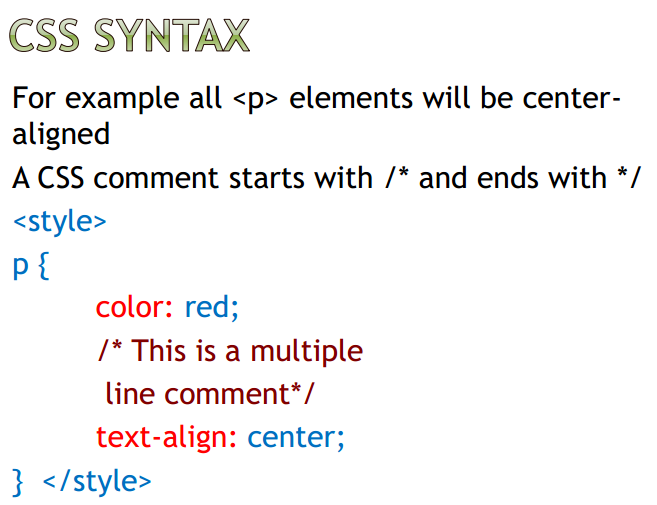 CSS SYNTAX
For example all <p> elements will be center-
aligned
A CSS comment starts with /* and ends with */
<style>
p {
color: red;
/* This is a multiple
line comment*/
text-align: center;
} </style>